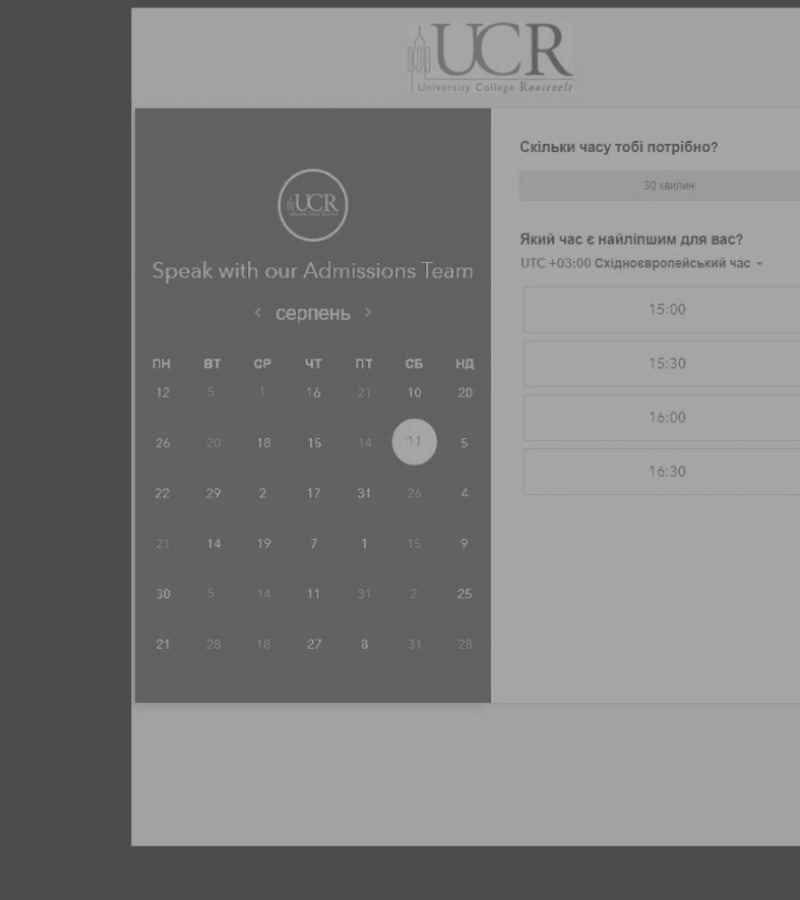 UCR
University College Roosevelt
UCR
Speak with our Admissions Team
‹ серпень ›
ПН ВТ СР ЧТ ПТ СБ НД
12 5 1 16 21 10 20
26 20 18 15 14 11 5
22 29 2 17 31 26 4
21 14 19 7 1 15 9
30 5 14 11 31 2 25
21 28 18 27 8 31 28
Скільки часу тобі потрібно?
30 хвилин
Який час є найліпшим для вас?
UTC +03:00 Східноєвропейський час
15:00
15:30
16:00
16:30